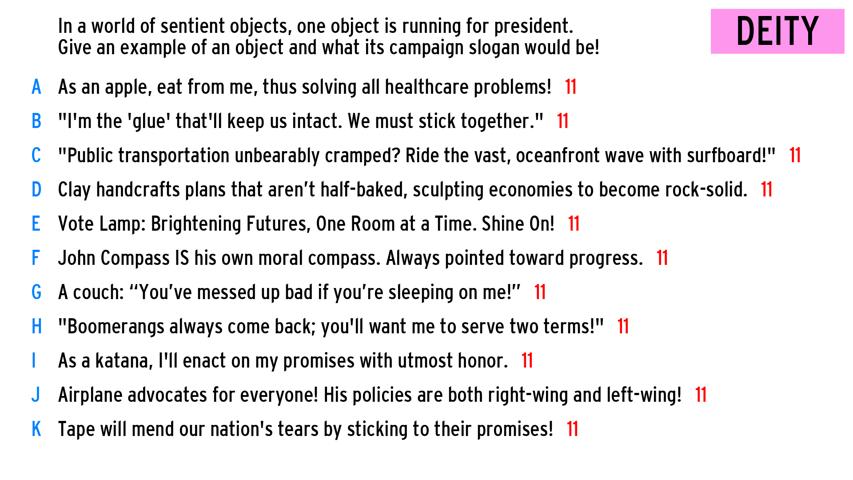 In a world of sentient objects, one object is running for president.
Give an example of an object and what its campaign slogan would be!
DEITY
A As an apple, eat from me, thus solving all healthcare problems! 11
B "I'm the 'glue' that'll keep us intact. We must stick together." 11
C "Public transportation unbearably cramped? Ride the vast, oceanfront wave with surfboard!" 11
D Clay handcrafts plans that aren’t half-baked, sculpting economies to become rock-solid. 11
E Vote Lamp: Brightening Futures, One Room at a Time. Shine On! 11
F John Compass IS his own moral compass. Always pointed toward progress. 11
G A couch: “You’ve messed up bad if you’re sleeping on me!” 11
H "Boomerangs always come back; you'll want me to serve two terms!" 11
I As a katana, I'll enact on my promises with utmost honor. 11
J Airplane advocates for everyone! His policies are both right-wing and left-wing! 11
K Tape will mend our nation's tears by sticking to their promises! 11